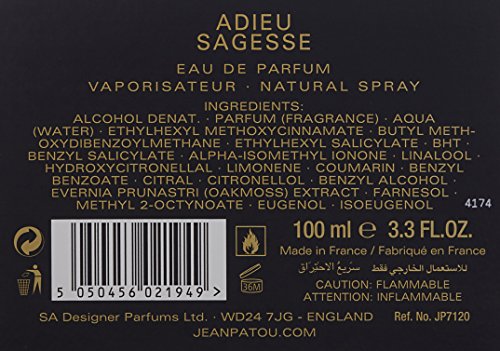 ADIEU
SAGESSE
EAU DE PARFUM
VAPORISATEUR · NATURAL SPRAY
INGREDIENTS:
ALCOHOL DENAT. · PARFUM (FRAGRANCE) · AQUA
(WATER) · ETHYLHEXYL METHOXYCINNAMATE · BUTYL METH-
OXYDIBENZOYLMETHANE · ETHYLHEXYL SALICYLATE · BHT ·
BENZYL SALICYLATE · ALPHA-ISOMETHYL IONONE · LINALOOL ·
HYDROXYCITRONELLAL · LIMONENE · COUMARIN · BENZYL
BENZOATE · CITRAL · CITRONELLOL · BENZYL ALCOHOL ·
EVERNIA PRUNASTRI (OAKMOSS) EXTRACT · FARNESOL ·
METHYL 2-OCTYNOATE · EUGENOL · ISOEUGENOL
4174
100 ml e 3.3 FL.OZ.
Made in France / Fabriqué en France
سريع الاحتراق للاستعمال الخارجي فقط
CAUTION: FLAMMABLE
ATTENTION: INFLAMMABLE
36M
5 050456 021949 >
SA Designer Parfums Ltd. · WD24 7JG - ENGLAND
Ref. No. JP7120
JEANPATOU.COM